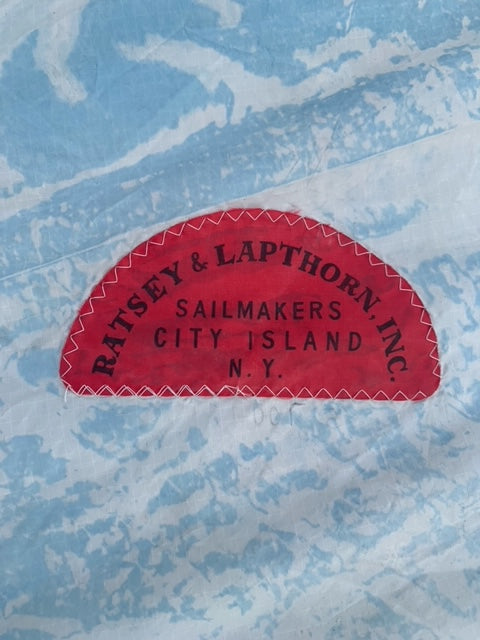 RATSEY & LAPTHORN, INC.
SAILMAKERS
CITY ISLAND
N.Y.